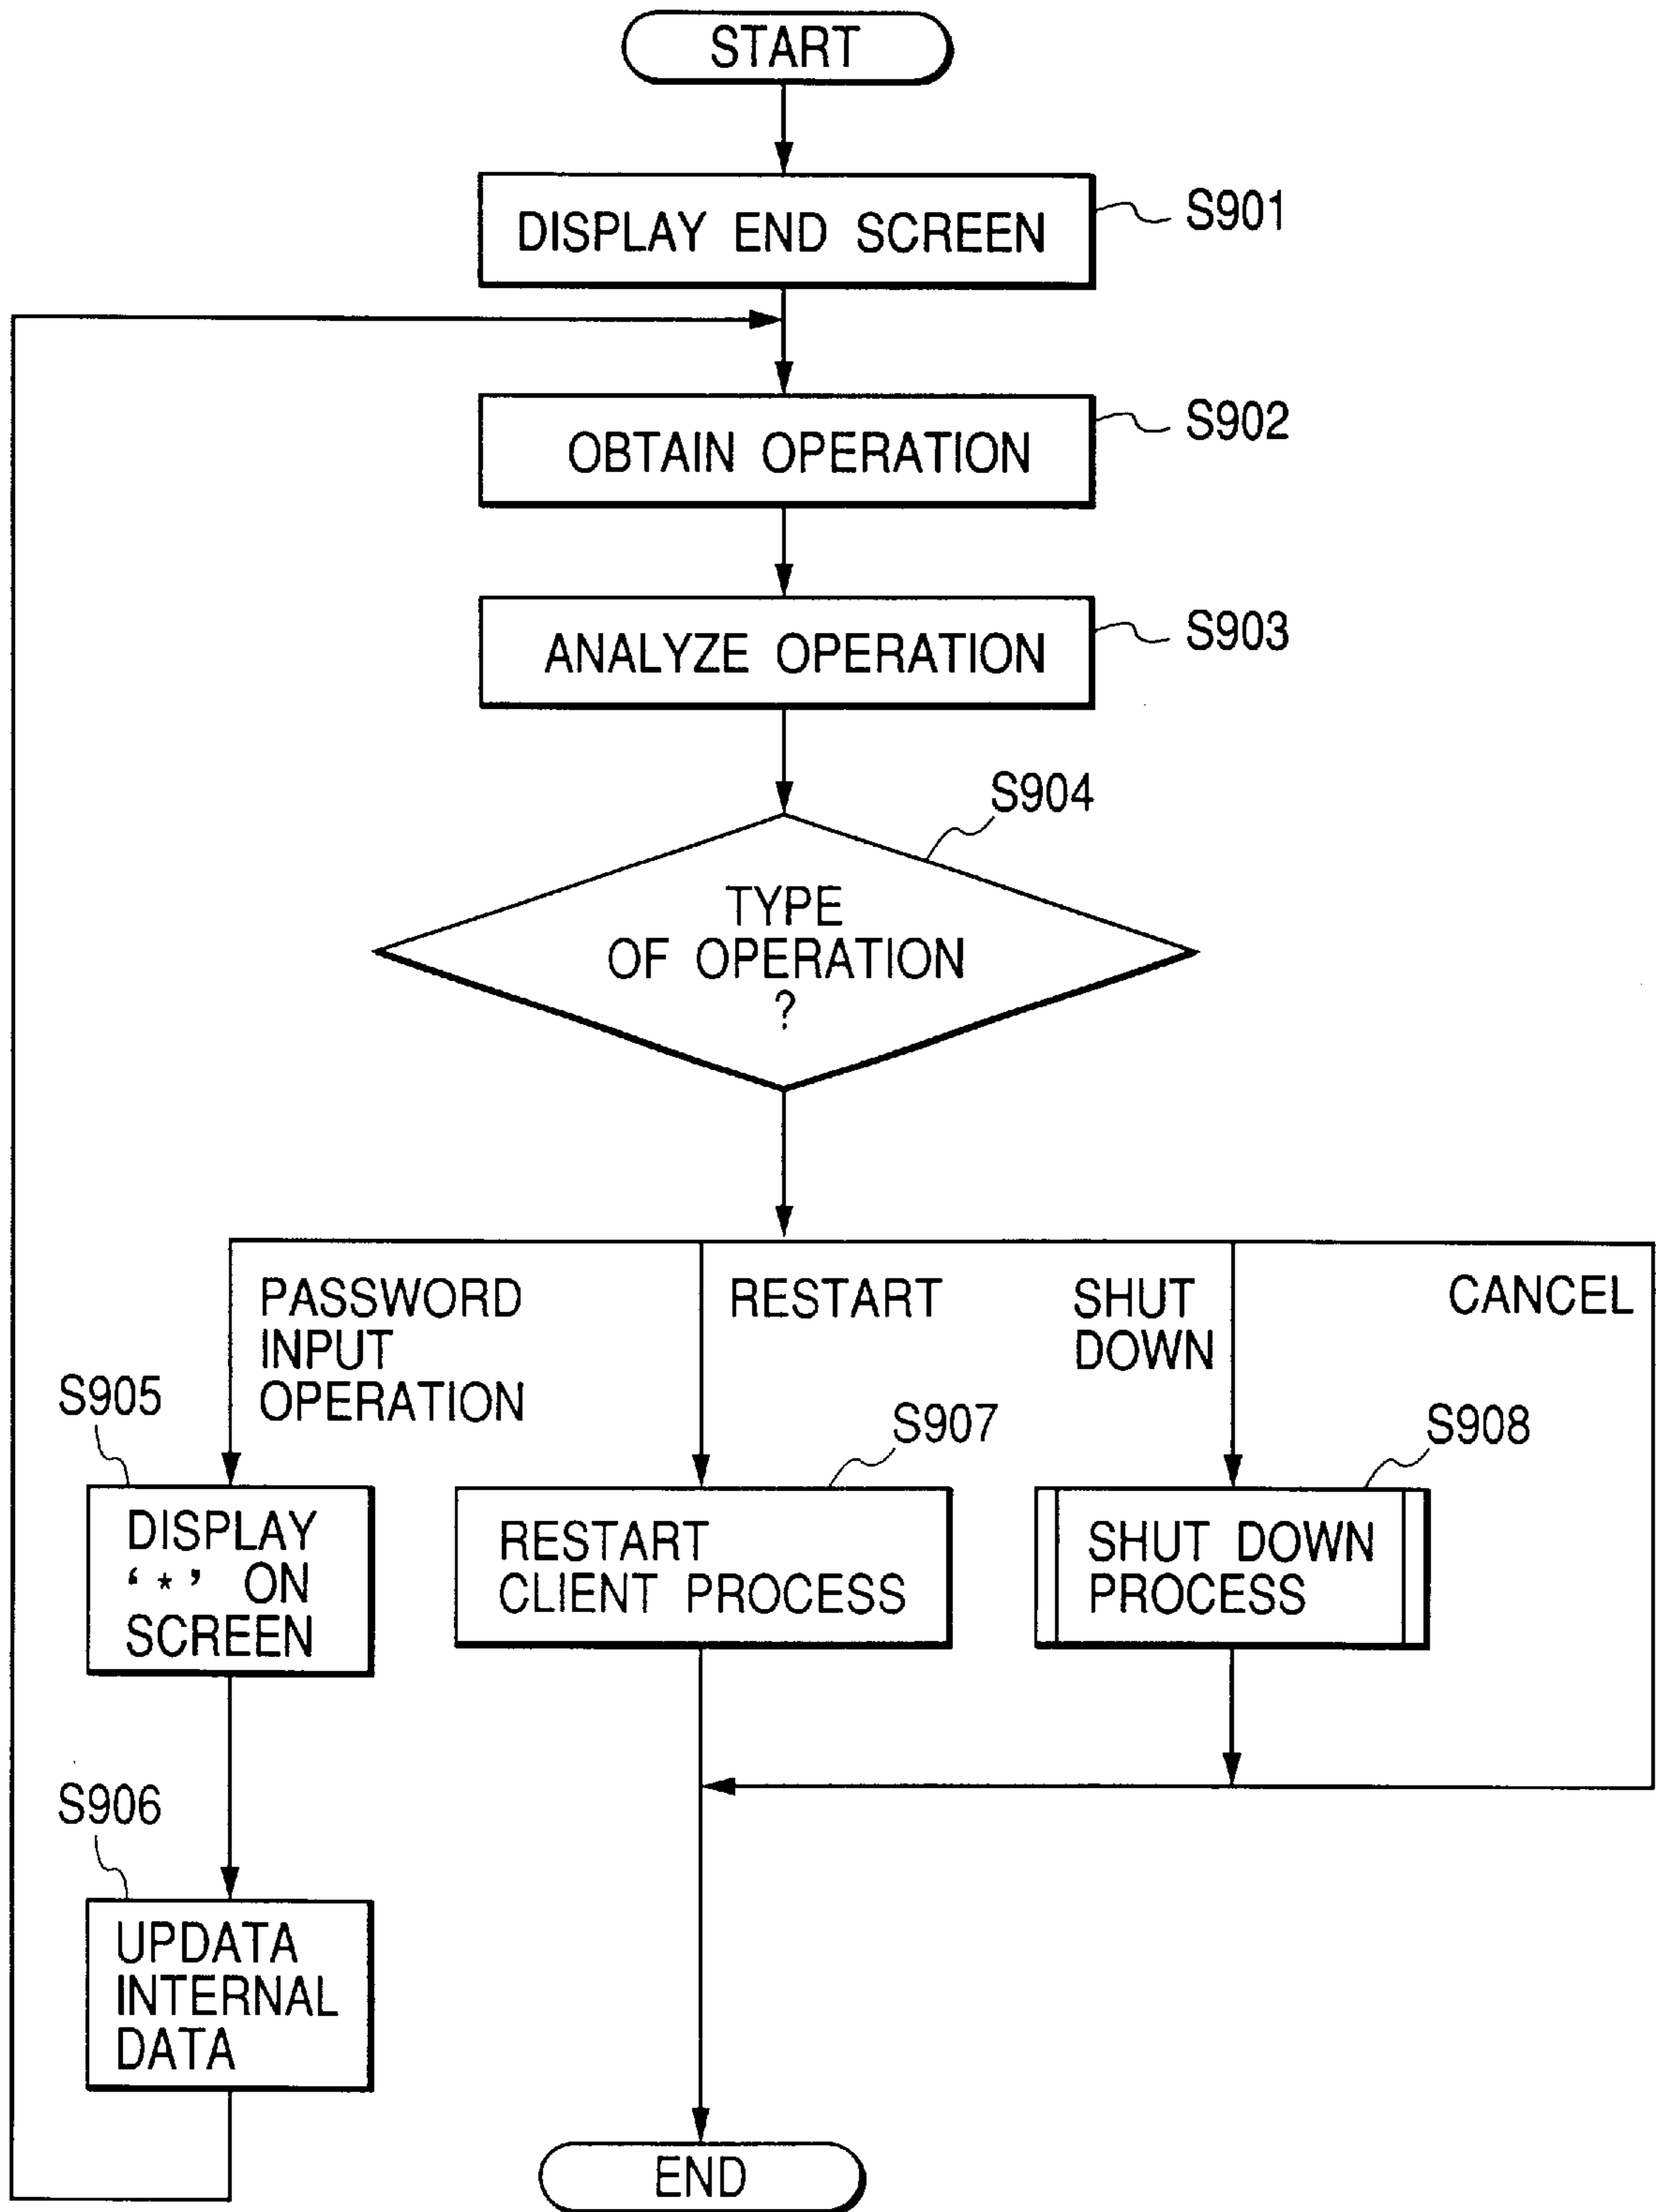 START
DISPLAY END SCREEN
S901
OBTAIN OPERATION
S902
ANALYZE OPERATION
S903
S904
TYPE
OF OPERATION
?
PASSWORD
INPUT
OPERATION
RESTART
SHUT
DOWN
CANCEL
S905
DISPLAY
‘*’ ON
SCREEN
S907
RESTART
CLIENT PROCESS
S908
SHUT DOWN
PROCESS
S906
UPDATA
INTERNAL
DATA
END